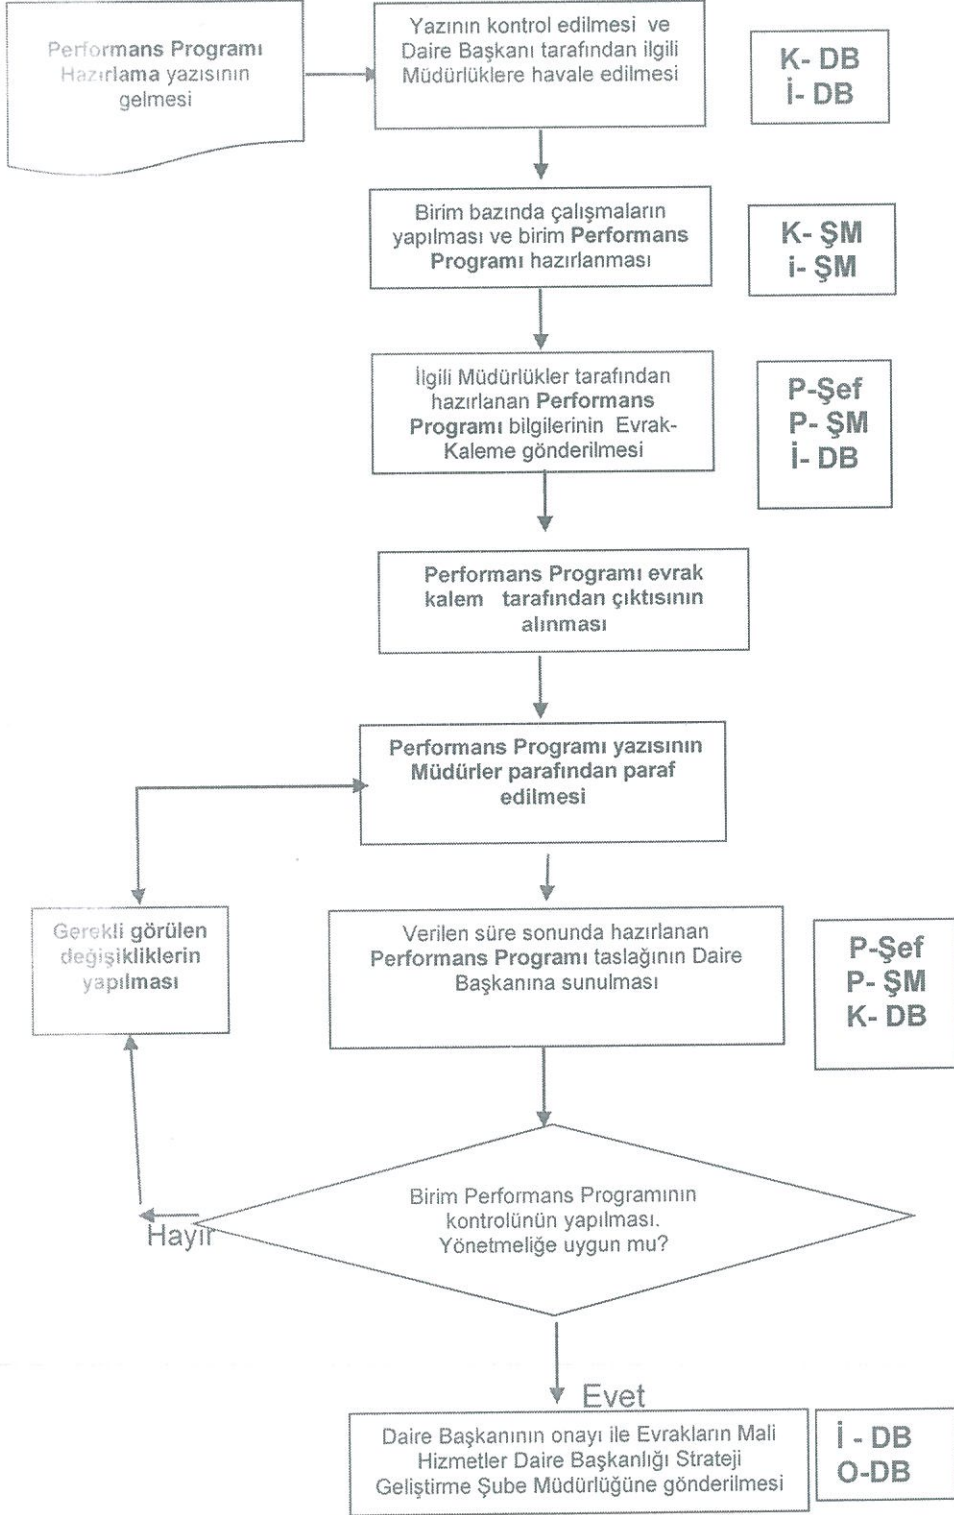 Performans Programı
Hazırlama yazısının
gelmesi
Yazının kontrol edilmesi ve
Daire Başkanı tarafından ilgili
Müdürlüklere havale edilmesi
K- DB
İ- DB
Birim bazında çalışmaların
yapılması ve birim Performans
Programı hazırlanması
K- ŞM
i- ŞM
İlgili Müdürlükler tarafından
hazırlanan Performans
Programı bilgilerinin Evrak-
Kaleme gönderilmesi
P-Şef
P- ŞM
İ- DB
Performans Programı evrak
kalem tarafından çıktısının
alınması
Performans Programı yazısının
Müdürler parafından paraf
edilmesi
Gerekli görülen
değişikliklerin
yapılması
Verilen süre sonunda hazırlanan
Performans Programı taslağının Daire
Başkanına sunulması
P-Şef
P- ŞM
K- DB
Birim Performans Programının
kontrolünün yapılması.
Yönetmeliğe uygun mu?
Hayır
Evet
Daire Başkanının onayı ile Evrakların Mali
Hizmetler Daire Başkanlığı Strateji
Geliştirme Şube Müdürlüğüne gönderilmesi
İ - DB
O-DB